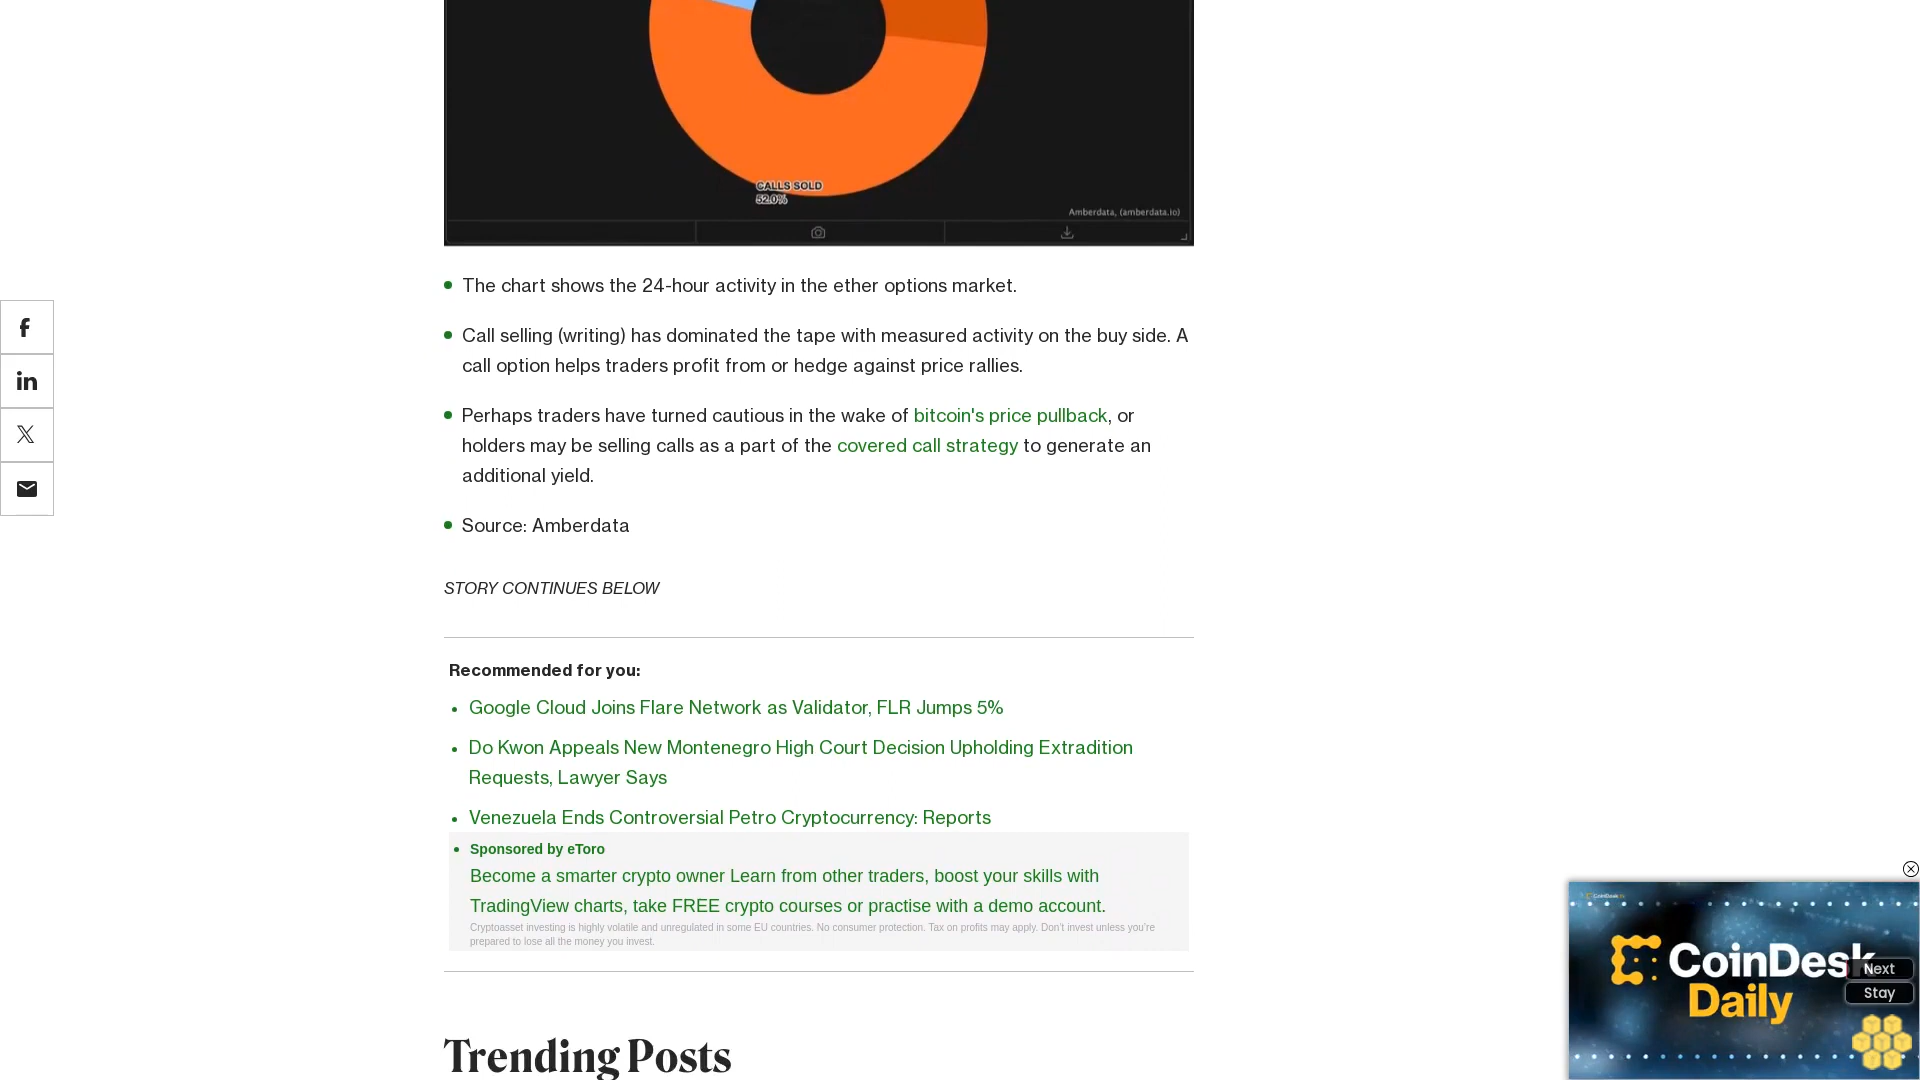 CALLS SOLD
52.0%
Amberdata, (amberdata.io)
The chart shows the 24-hour activity in the ether options market.
Call selling (writing) has dominated the tape with measured activity on the buy side. A
call option helps traders profit from or hedge against price rallies.
Perhaps traders have turned cautious in the wake of bitcoin's price pullback, or
holders may be selling calls as a part of the covered call strategy to generate an
additional yield.
Source: Amberdata
STORY CONTINUES BELOW
Recommended for you:
Google Cloud Joins Flare Network as Validator, FLR Jumps 5%
Do Kwon Appeals New Montenegro High Court Decision Upholding Extradition
Requests, Lawyer Says
Venezuela Ends Controversial Petro Cryptocurrency: Reports
Sponsored by eToro
Become a smarter crypto owner Learn from other traders, boost your skills with
TradingView charts, take FREE crypto courses or practise with a demo account.
Cryptoasset investing is highly volatile and unregulated in some EU countries. No consumer protection. Tax on profits may apply. Don't invest unless you're
prepared to lose all the money you invest.
Trending Posts
CoinDesk
Daily
Next
Stay